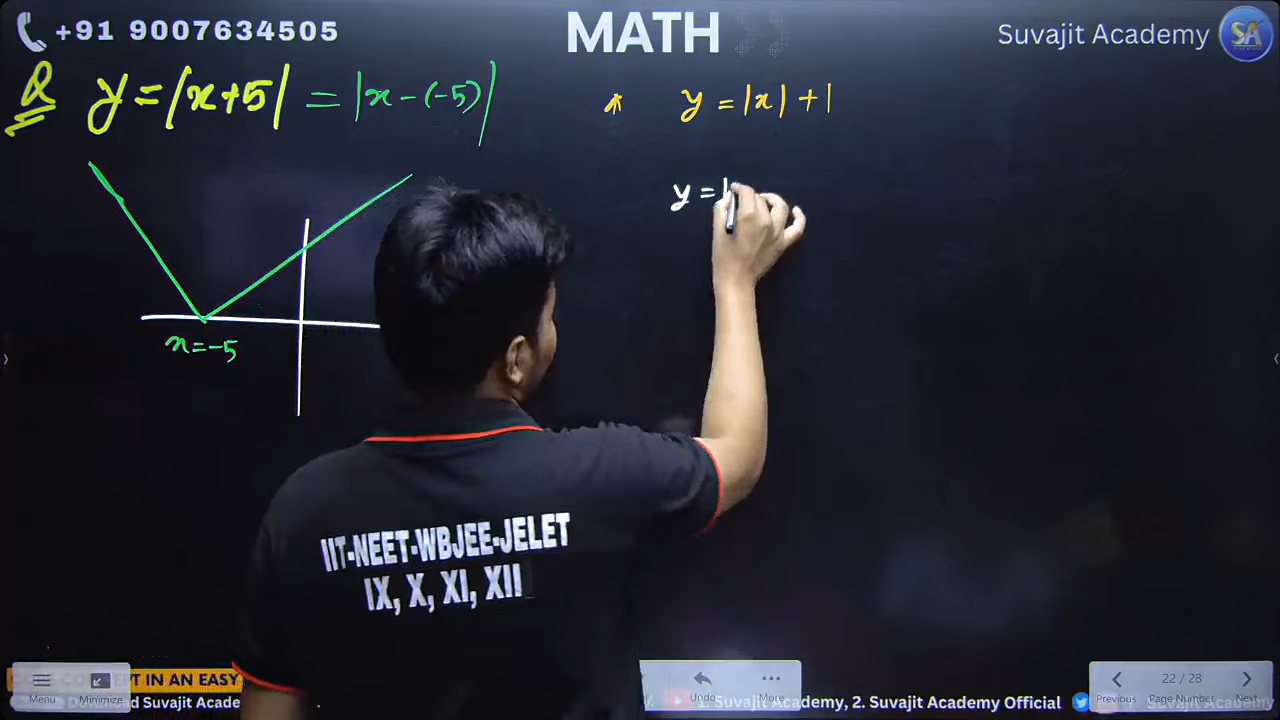 +91 9007634505
MATH
Suvajit Academy
SA
Q y = |x+5| = |x-(-5)|
* y = |x| + 1
y = |
x = -5
IIT-NEET-WBJEE-JELET
IX, X, XI, XII
CEPT IN AN EASY
Menu
Minimize
Undo
More
22 / 28
Previous
Page Number
Next
nd Suvajit Acade
1. Suvajit Academy, 2. Suvajit Academy Official